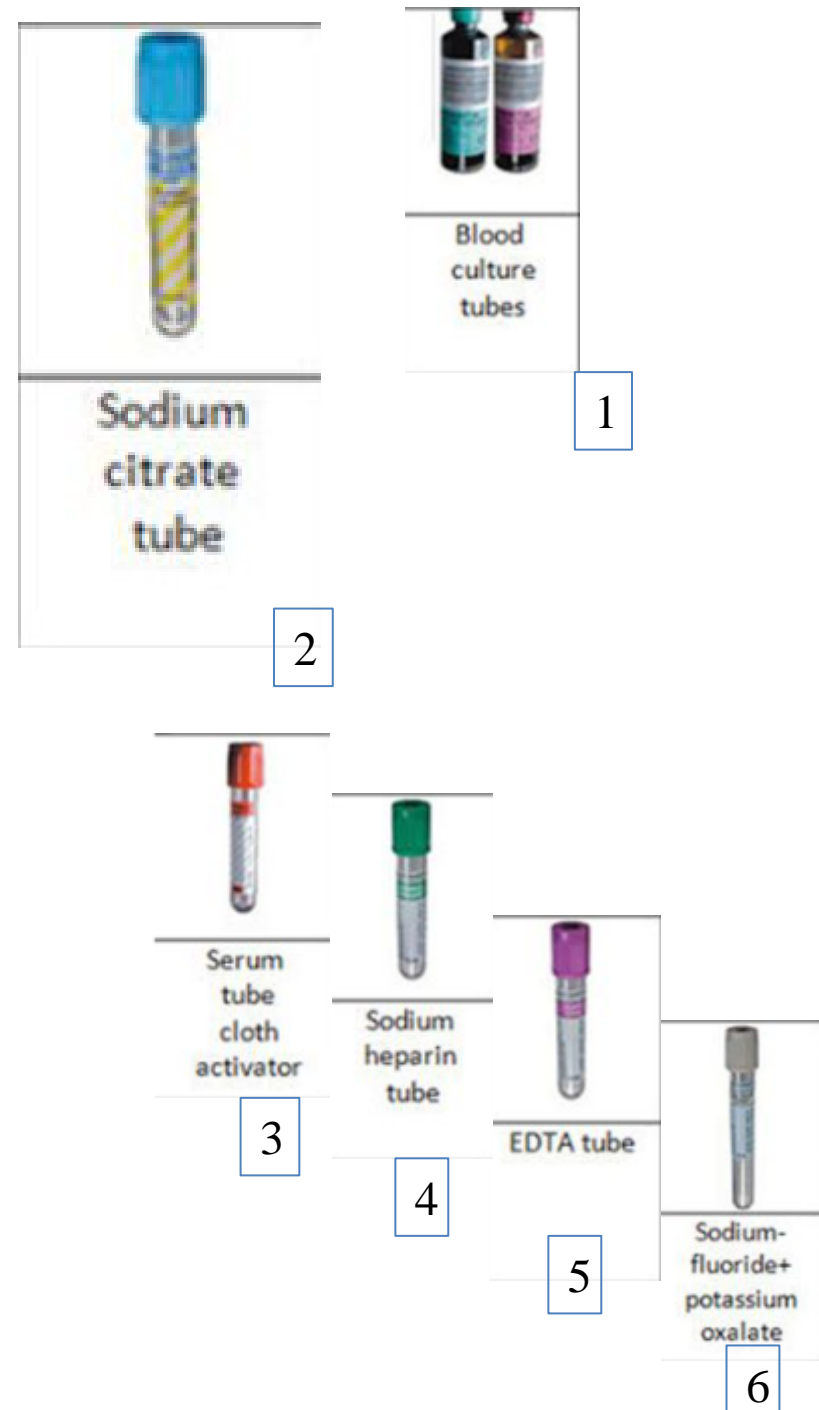 Blood
culture
tubes
1
Sodium
citrate
tube
2
Serum
tube
cloth
activator
3
Sodium
heparin
tube
4
EDTA tube
5
Sodium-
fluoride+
potassium
oxalate
6